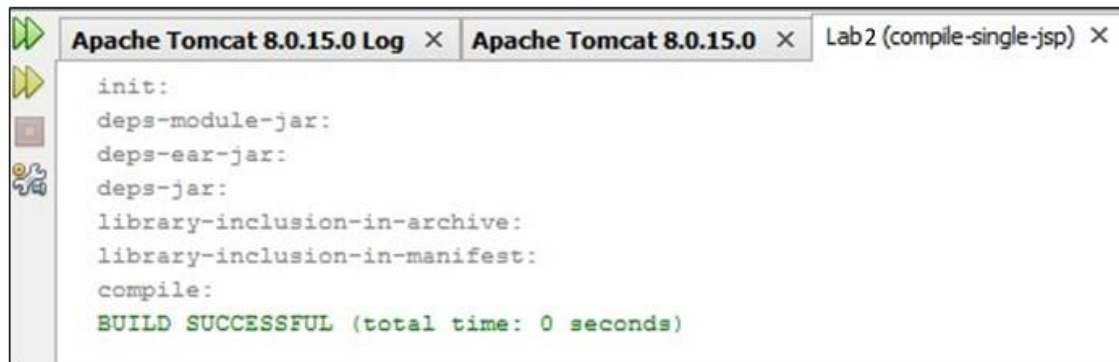 Apache Tomcat 8.0.15.0 Log × Apache Tomcat 8.0.15.0 × Lab2 (compile-single-jsp) ×
init:
deps-module-jar:
deps-ear-jar:
deps-jar:
library-inclusion-in-archive:
library-inclusion-in-manifest:
compile:
BUILD SUCCESSFUL (total time: 0 seconds)